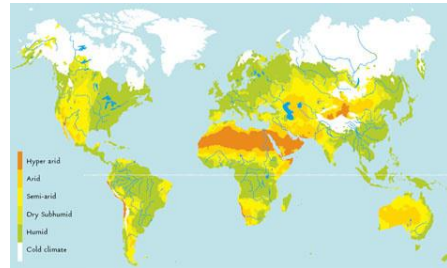 Hyper arid
Arid
Semi-arid
Dry Subhumid
Humid
Cold climate